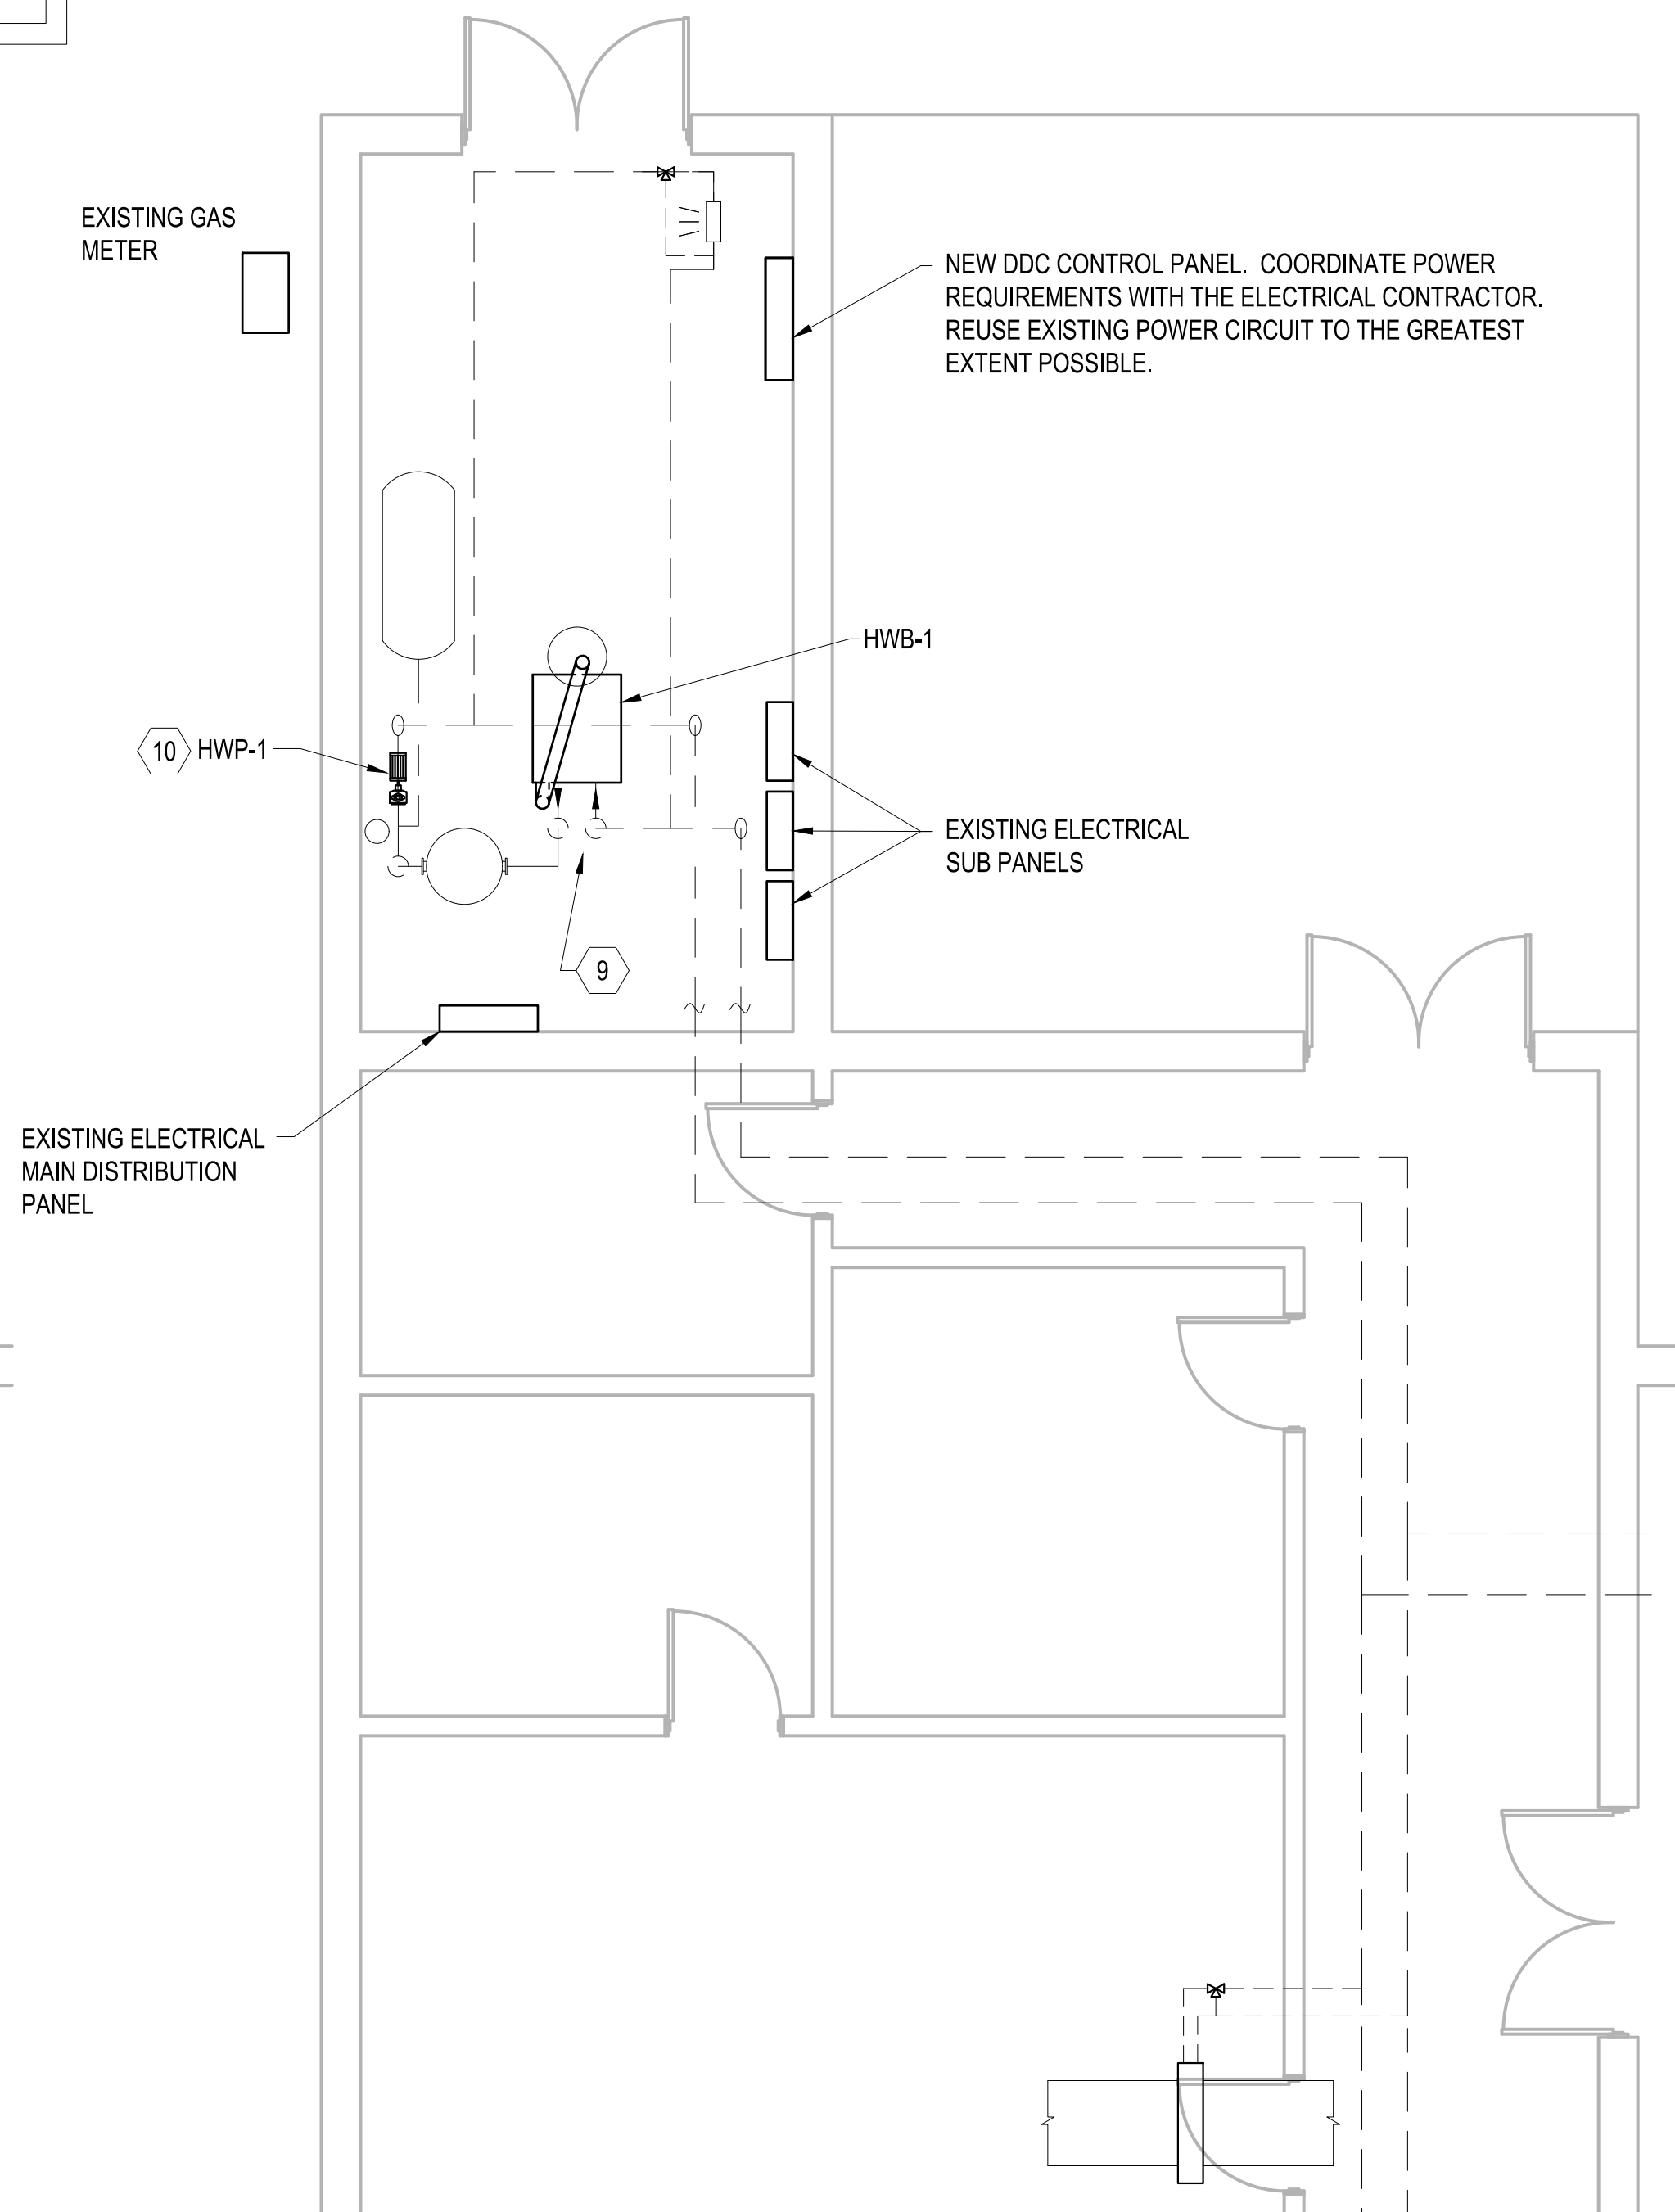 EXISTING GAS
METER
NEW DDC CONTROL PANEL.  COORDINATE POWER
REQUIREMENTS WITH THE ELECTRICAL CONTRACTOR.
REUSE EXISTING POWER CIRCUIT TO THE GREATEST
EXTENT POSSIBLE.
HWB-1
10 HWP-1
EXISTING ELECTRICAL
SUB PANELS
9
EXISTING ELECTRICAL
MAIN DISTRIBUTION
PANEL